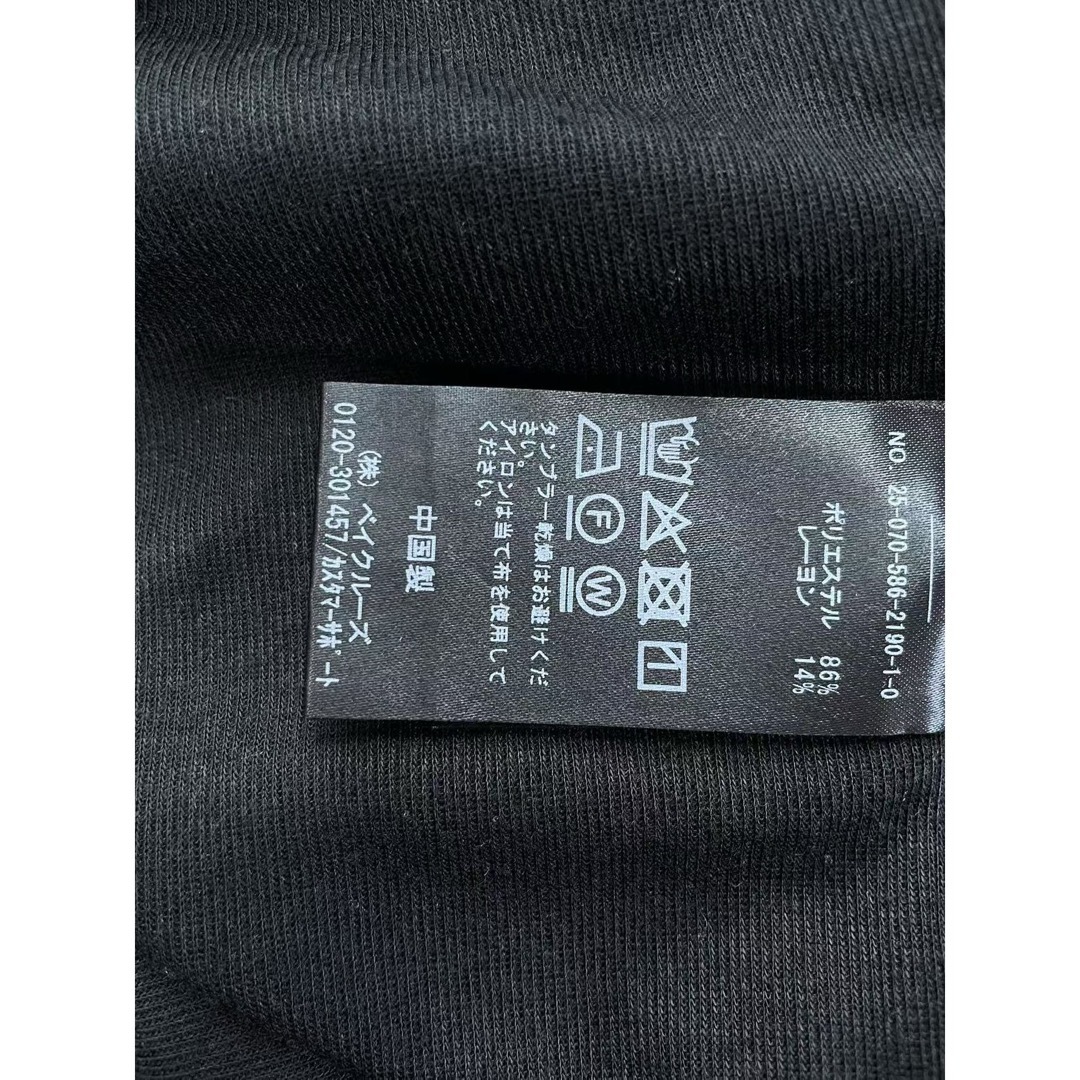 NO. 25-070-586-2190-1-0
ポリエステル 86%
レーヨン 14%
F
W
タンブラー乾燥はお避けくだ
さい。
アイロンは当て布を使用して
ください。
中国製
(株) ベイクルーズ
0120-301457/ｶｽﾀﾏｰｻﾎﾟｰﾄ